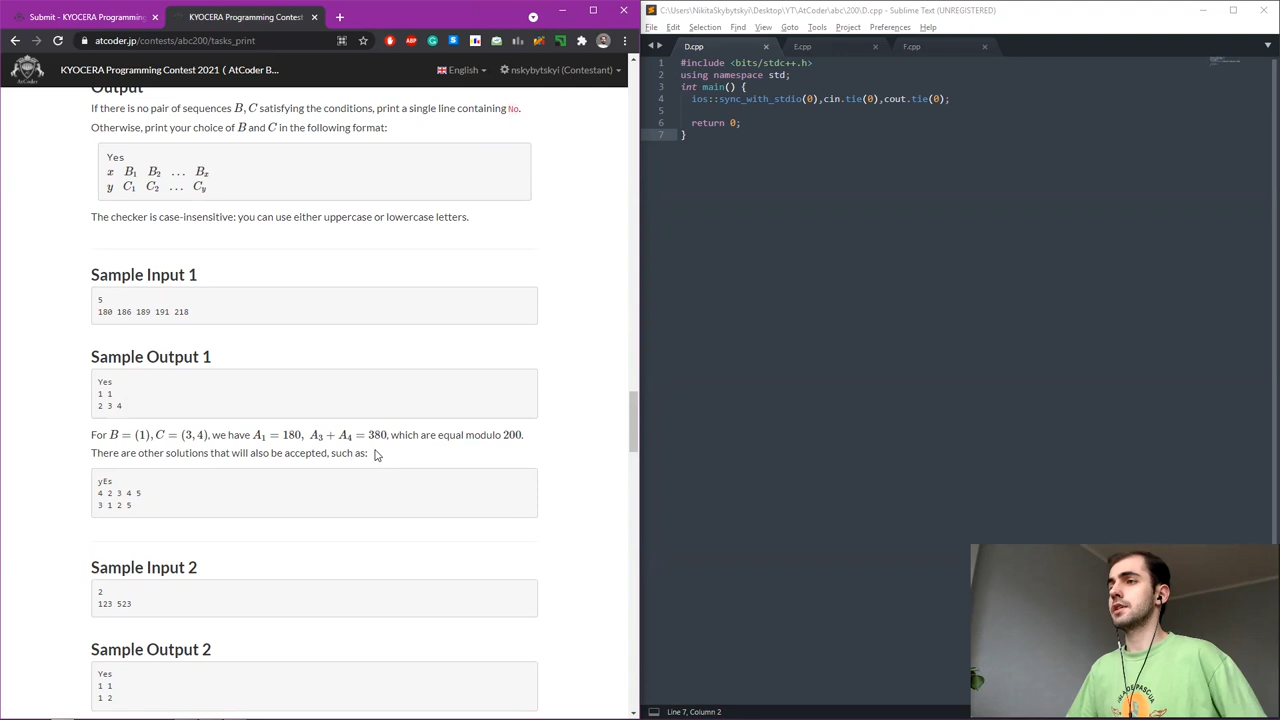 Submit - KYOCERA Programming
KYOCERA Programming Contest
atcoder.jp/contests/abc200/tasks_print
KYOCERA Programming Contest 2021 ( AtCoder B...
English
nskybytskyi (Contestant)
Output
If there is no pair of sequences B, C satisfying the conditions, print a single line containing No.
Otherwise, print your choice of B and C in the following format:
Yes
x B1 B2 … Bx
y C1 C2 … Cy
The checker is case-insensitive: you can use either uppercase or lowercase letters.
Sample Input 1
5
180 186 189 191 218
Sample Output 1
Yes
1 1
2 3 4
For B = (1), C = (3, 4), we have A1 = 180, A3 + A4 = 380, which are equal modulo 200.
There are other solutions that will also be accepted, such as:
yEs
4 2 3 4 5
3 1 2 5
Sample Input 2
2
123 523
Sample Output 2
Yes
1 1
1 2
C:\Users\NikitaSkybytskyi\Desktop\YT\AtCoder\abc\200\D.cpp - Sublime Text (UNREGISTERED)
File Edit Selection Find View Goto Tools Project Preferences Help
D.cpp E.cpp F.cpp
1 #include <bits/stdc++.h>
2 using namespace std;
3 int main() {
4 ios::sync_with_stdio(0),cin.tie(0),cout.tie(0);
5
6 return 0;
7 }
Line 7, Column 2